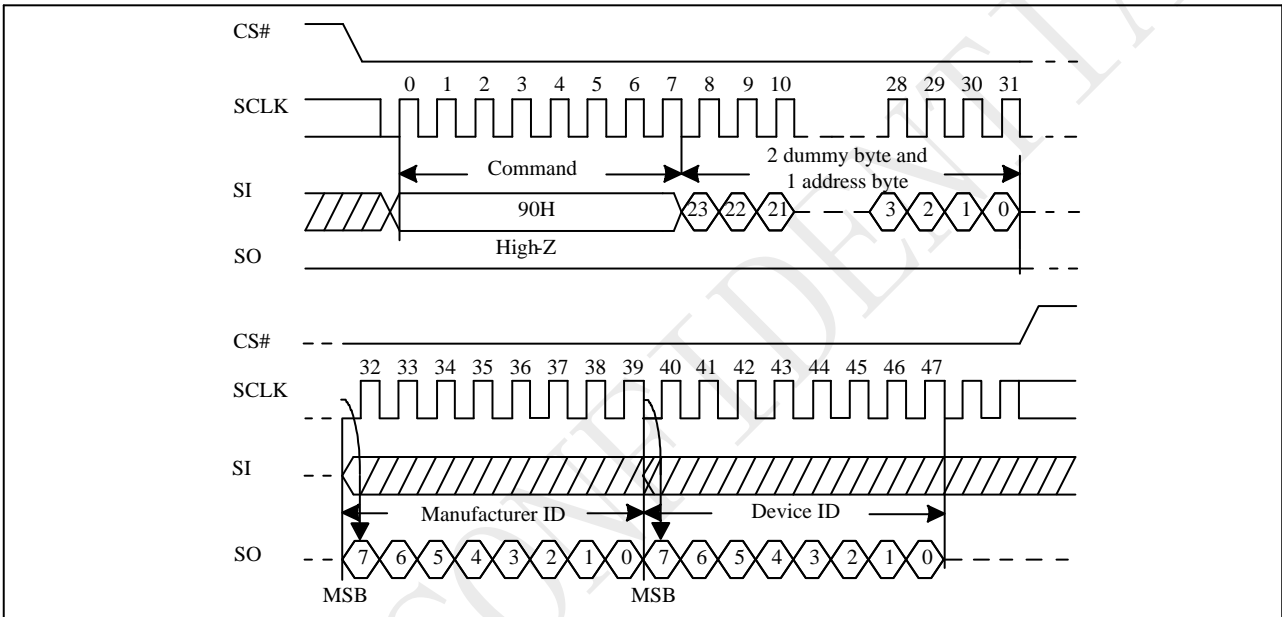 CS#
0 1 2 3 4 5 6 7 8 9 10 28 29 30 31
SCLK
Command
2 dummy byte and
1 address byte
SI
90H
23 22 21 3 2 1 0
High-Z
SO
CS#
32 33 34 35 36 37 38 39 40 41 42 43 44 45 46 47
SCLK
SI
Manufacturer ID
Device ID
SO
7 6 5 4 3 2 1 0 7 6 5 4 3 2 1 0
MSB
MSB
CONFIDENTIA